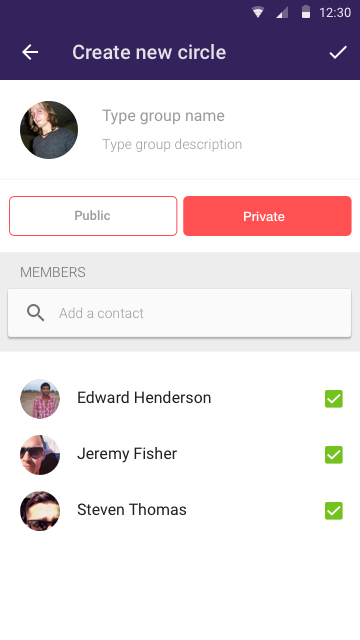 12:30
Create new circle
Type group name
Type group description
Public
Private
MEMBERS
Add a contact
Edward Henderson
Jeremy Fisher
Steven Thomas